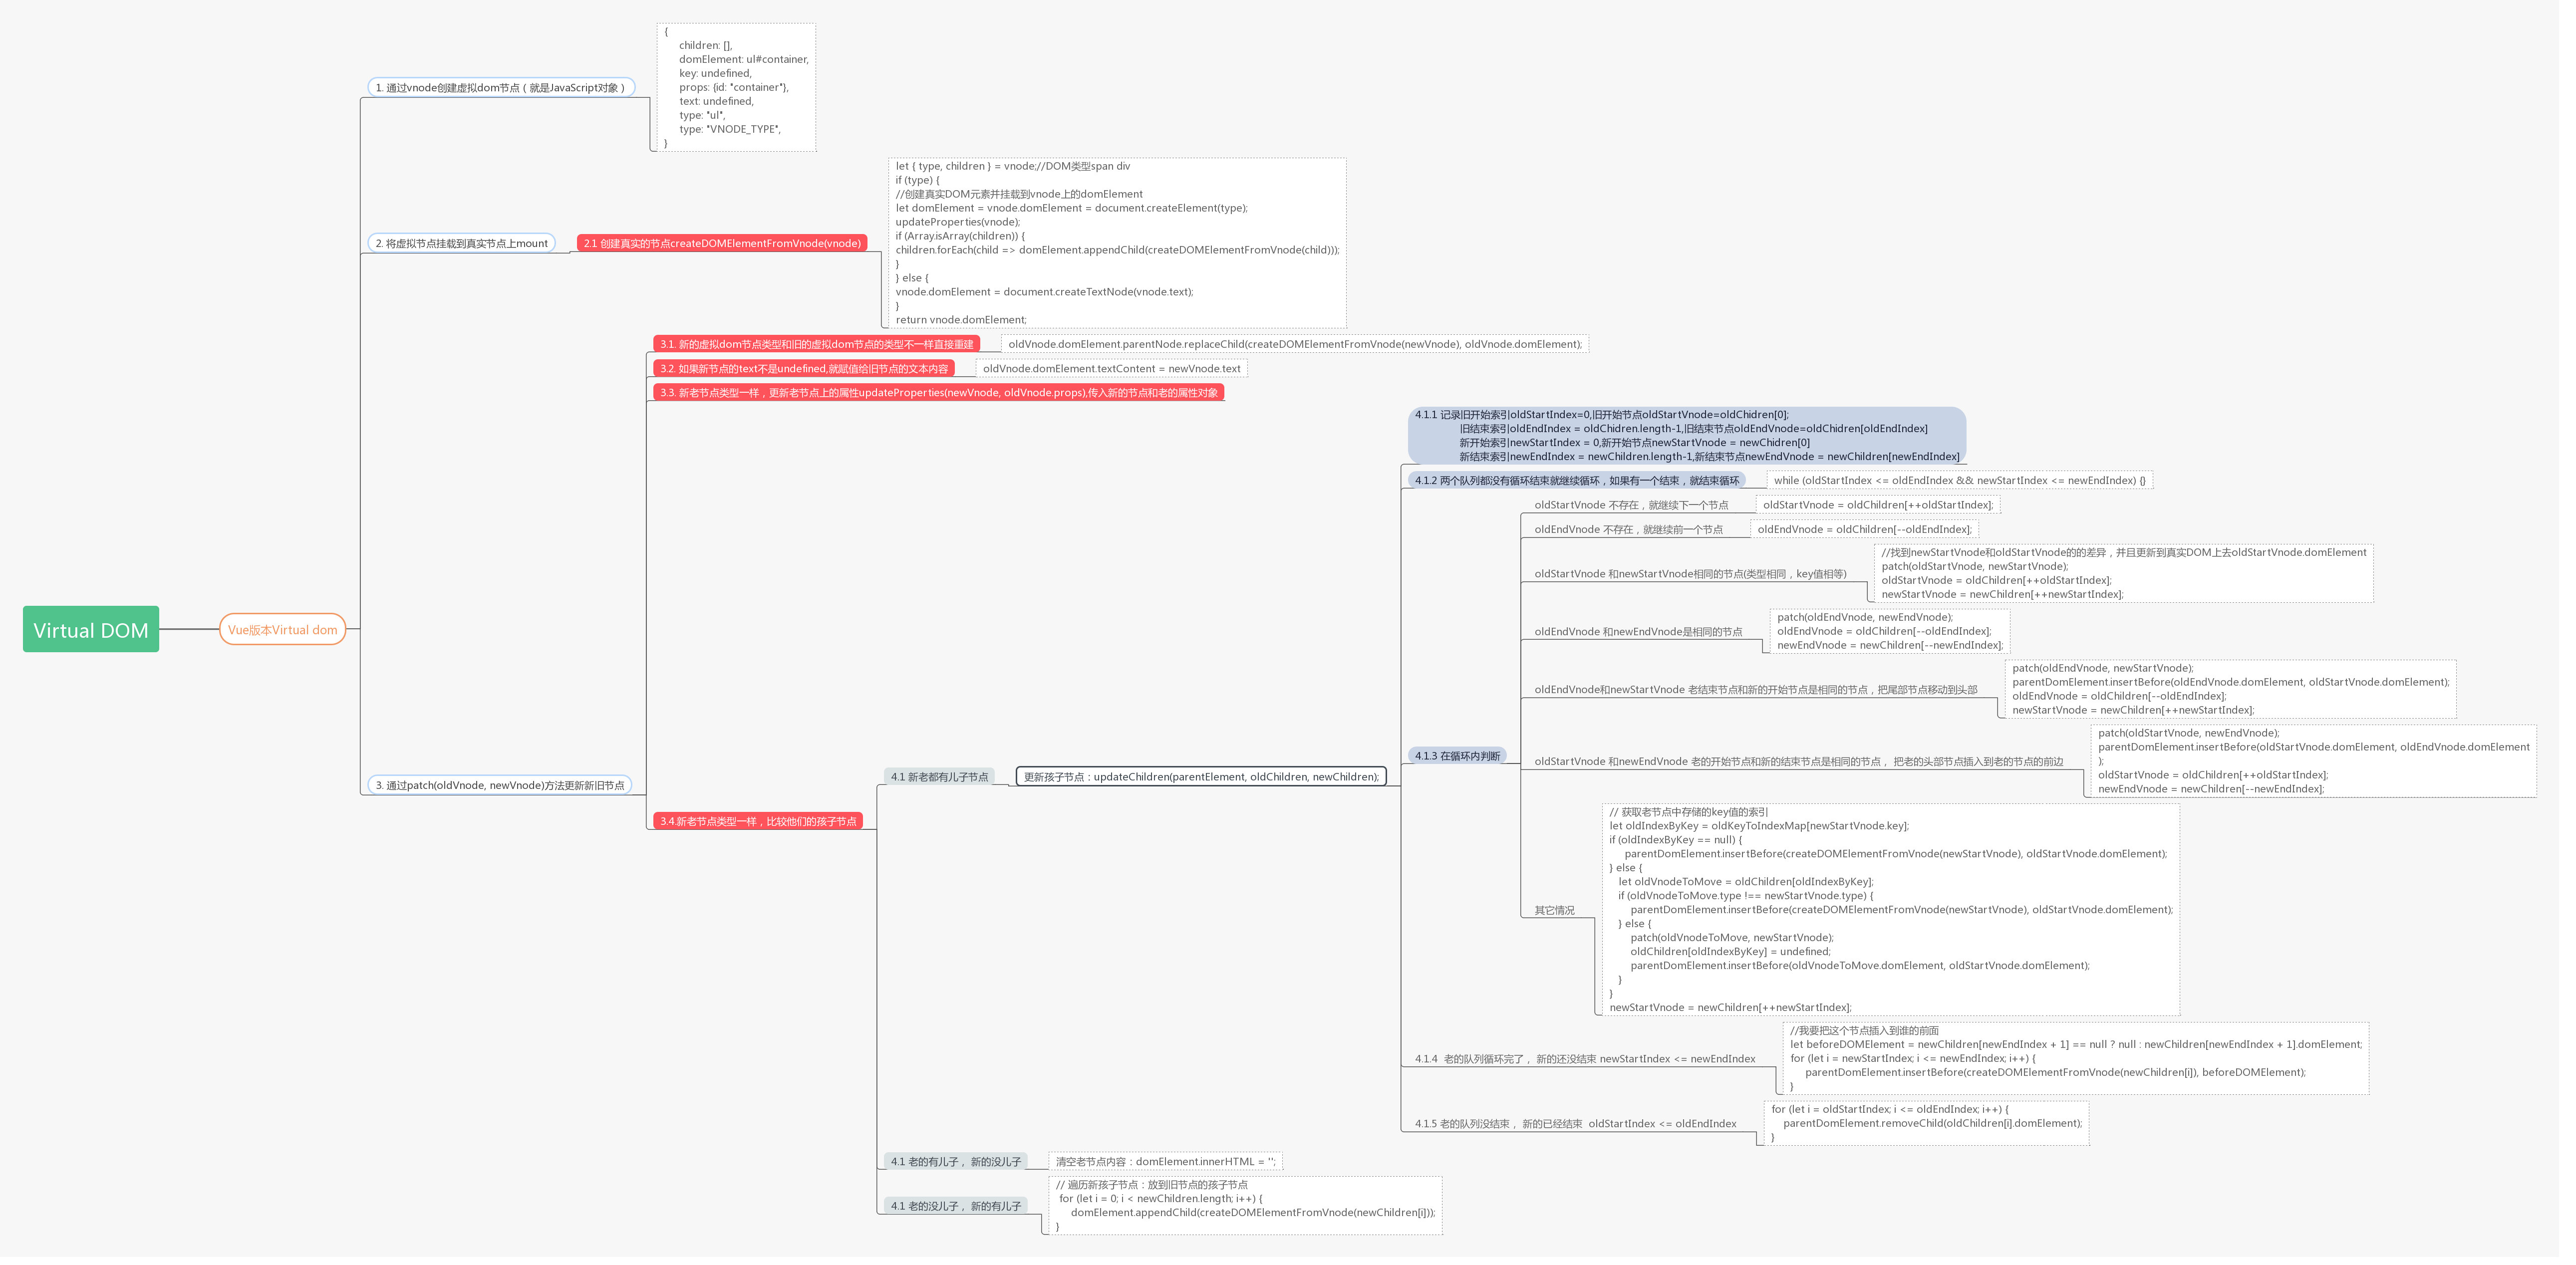 Virtual DOM
Vue版本Virtual dom
1. 通过vnode创建虚拟dom节点（就是JavaScript对象）
{
children: [],
domElement: ul#container,
key: undefined,
props: {id: "container"},
text: undefined,
type: "ul",
type: "VNODE_TYPE",
}
2. 将虚拟节点挂载到真实节点上mount
2.1 创建真实的节点createDOMElementFromVnode(vnode)
let { type, children } = vnode;//DOM类型span div
if (type) {
//创建真实DOM元素并挂载到vnode上的domElement
let domElement = vnode.domElement = document.createElement(type);
updateProperties(vnode);
if (Array.isArray(children)) {
children.forEach(child => domElement.appendChild(createDOMElementFromVnode(child)));
}
} else {
vnode.domElement = document.createTextNode(vnode.text);
}
return vnode.domElement;
3. 通过patch(oldVnode, newVnode)方法更新新旧节点
3.1. 新的虚拟dom节点类型和旧的虚拟dom节点的类型不一样直接重建
oldVnode.domElement.parentNode.replaceChild(createDOMElementFromVnode(newVnode), oldVnode.domElement);
3.2. 如果新节点的text不是undefined,就赋值给旧节点的文本内容
oldVnode.domElement.textContent = newVnode.text
3.3. 新老节点类型一样，更新老节点上的属性updateProperties(newVnode, oldVnode.props),传入新的节点和老的属性对象
3.4.新老节点类型一样，比较他们的孩子节点
4.1 新老都有儿子节点
更新孩子节点：updateChildren(parentElement, oldChildren, newChildren);
4.1.1 记录旧开始索引oldStartIndex=0,旧开始节点oldStartVnode=oldChidren[0];
旧结束索引oldEndIndex = oldChidren.length-1,旧结束节点oldEndVnode=oldChidren[oldEndIndex]
新开始索引newStartIndex = 0,新开始节点newStartVnode = newChidren[0]
新结束索引newEndIndex = newChildren.length-1,新结束节点newEndVnode = newChildren[newEndIndex]
4.1.2 两个队列都没有循环结束就继续循环，如果有一个结束，就结束循环
while (oldStartIndex <= oldEndIndex && newStartIndex <= newEndIndex) {}
4.1.3 在循环内判断
oldStartVnode 不存在，就继续下一个节点
oldStartVnode = oldChildren[++oldStartIndex];
oldEndVnode 不存在，就继续前一个节点
oldEndVnode = oldChildren[--oldEndIndex];
oldStartVnode 和newStartVnode相同的节点(类型相同，key值相等)
//找到newStartVnode和oldStartVnode的的差异，并且更新到真实DOM上去oldStartVnode.domElement
patch(oldStartVnode, newStartVnode);
oldStartVnode = oldChildren[++oldStartIndex];
newStartVnode = newChildren[++newStartIndex];
oldEndVnode 和newEndVnode是相同的节点
patch(oldEndVnode, newEndVnode);
oldEndVnode = oldChildren[--oldEndIndex];
newEndVnode = newChildren[--newEndIndex];
oldEndVnode和newStartVnode 老结束节点和新的开始节点是相同的节点，把尾部节点移动到头部
patch(oldEndVnode, newStartVnode);
parentDomElement.insertBefore(oldEndVnode.domElement, oldStartVnode.domElement);
oldEndVnode = oldChildren[--oldEndIndex];
newStartVnode = newChildren[++newStartIndex];
oldStartVnode 和newEndVnode 老的开始节点和新的结束节点是相同的节点， 把老的头部节点插入到老的节点的前边
patch(oldStartVnode, newEndVnode);
parentDomElement.insertBefore(oldStartVnode.domElement, oldEndVnode.domElement
);
oldStartVnode = oldChildren[++oldStartIndex];
newEndVnode = newChildren[--newEndIndex];
其它情况
// 获取老节点中存储的key值的索引
let oldIndexByKey = oldKeyToIndexMap[newStartVnode.key];
if (oldIndexByKey == null) {
parentDomElement.insertBefore(createDOMElementFromVnode(newStartVnode), oldStartVnode.domElement);
} else {
let oldVnodeToMove = oldChildren[oldIndexByKey];
if (oldVnodeToMove.type !== newStartVnode.type) {
parentDomElement.insertBefore(createDOMElementFromVnode(newStartVnode), oldStartVnode.domElement);
} else {
patch(oldVnodeToMove, newStartVnode);
oldChildren[oldIndexByKey] = undefined;
parentDomElement.insertBefore(oldVnodeToMove.domElement, oldStartVnode.domElement);
}
}
newStartVnode = newChildren[++newStartIndex];
4.1.4 老的队列循环完了， 新的还没结束 newStartIndex <= newEndIndex
//我要把这个节点插入到谁的前面
let beforeDOMElement = newChildren[newEndIndex + 1] == null ? null : newChildren[newEndIndex + 1].domElement;
for (let i = newStartIndex; i <= newEndIndex; i++) {
parentDomElement.insertBefore(createDOMElementFromVnode(newChildren[i]), beforeDOMElement);
}
4.1.5 老的队列没结束， 新的已经结束 oldStartIndex <= oldEndIndex
for (let i = oldStartIndex; i <= oldEndIndex; i++) {
parentDomElement.removeChild(oldChildren[i].domElement);
}
4.1 老的有儿子， 新的没儿子
清空老节点内容：domElement.innerHTML = '';
4.1 老的没儿子， 新的有儿子
// 遍历新孩子节点：放到旧节点的孩子节点
for (let i = 0; i < newChildren.length; i++) {
domElement.appendChild(createDOMElementFromVnode(newChildren[i]));
}